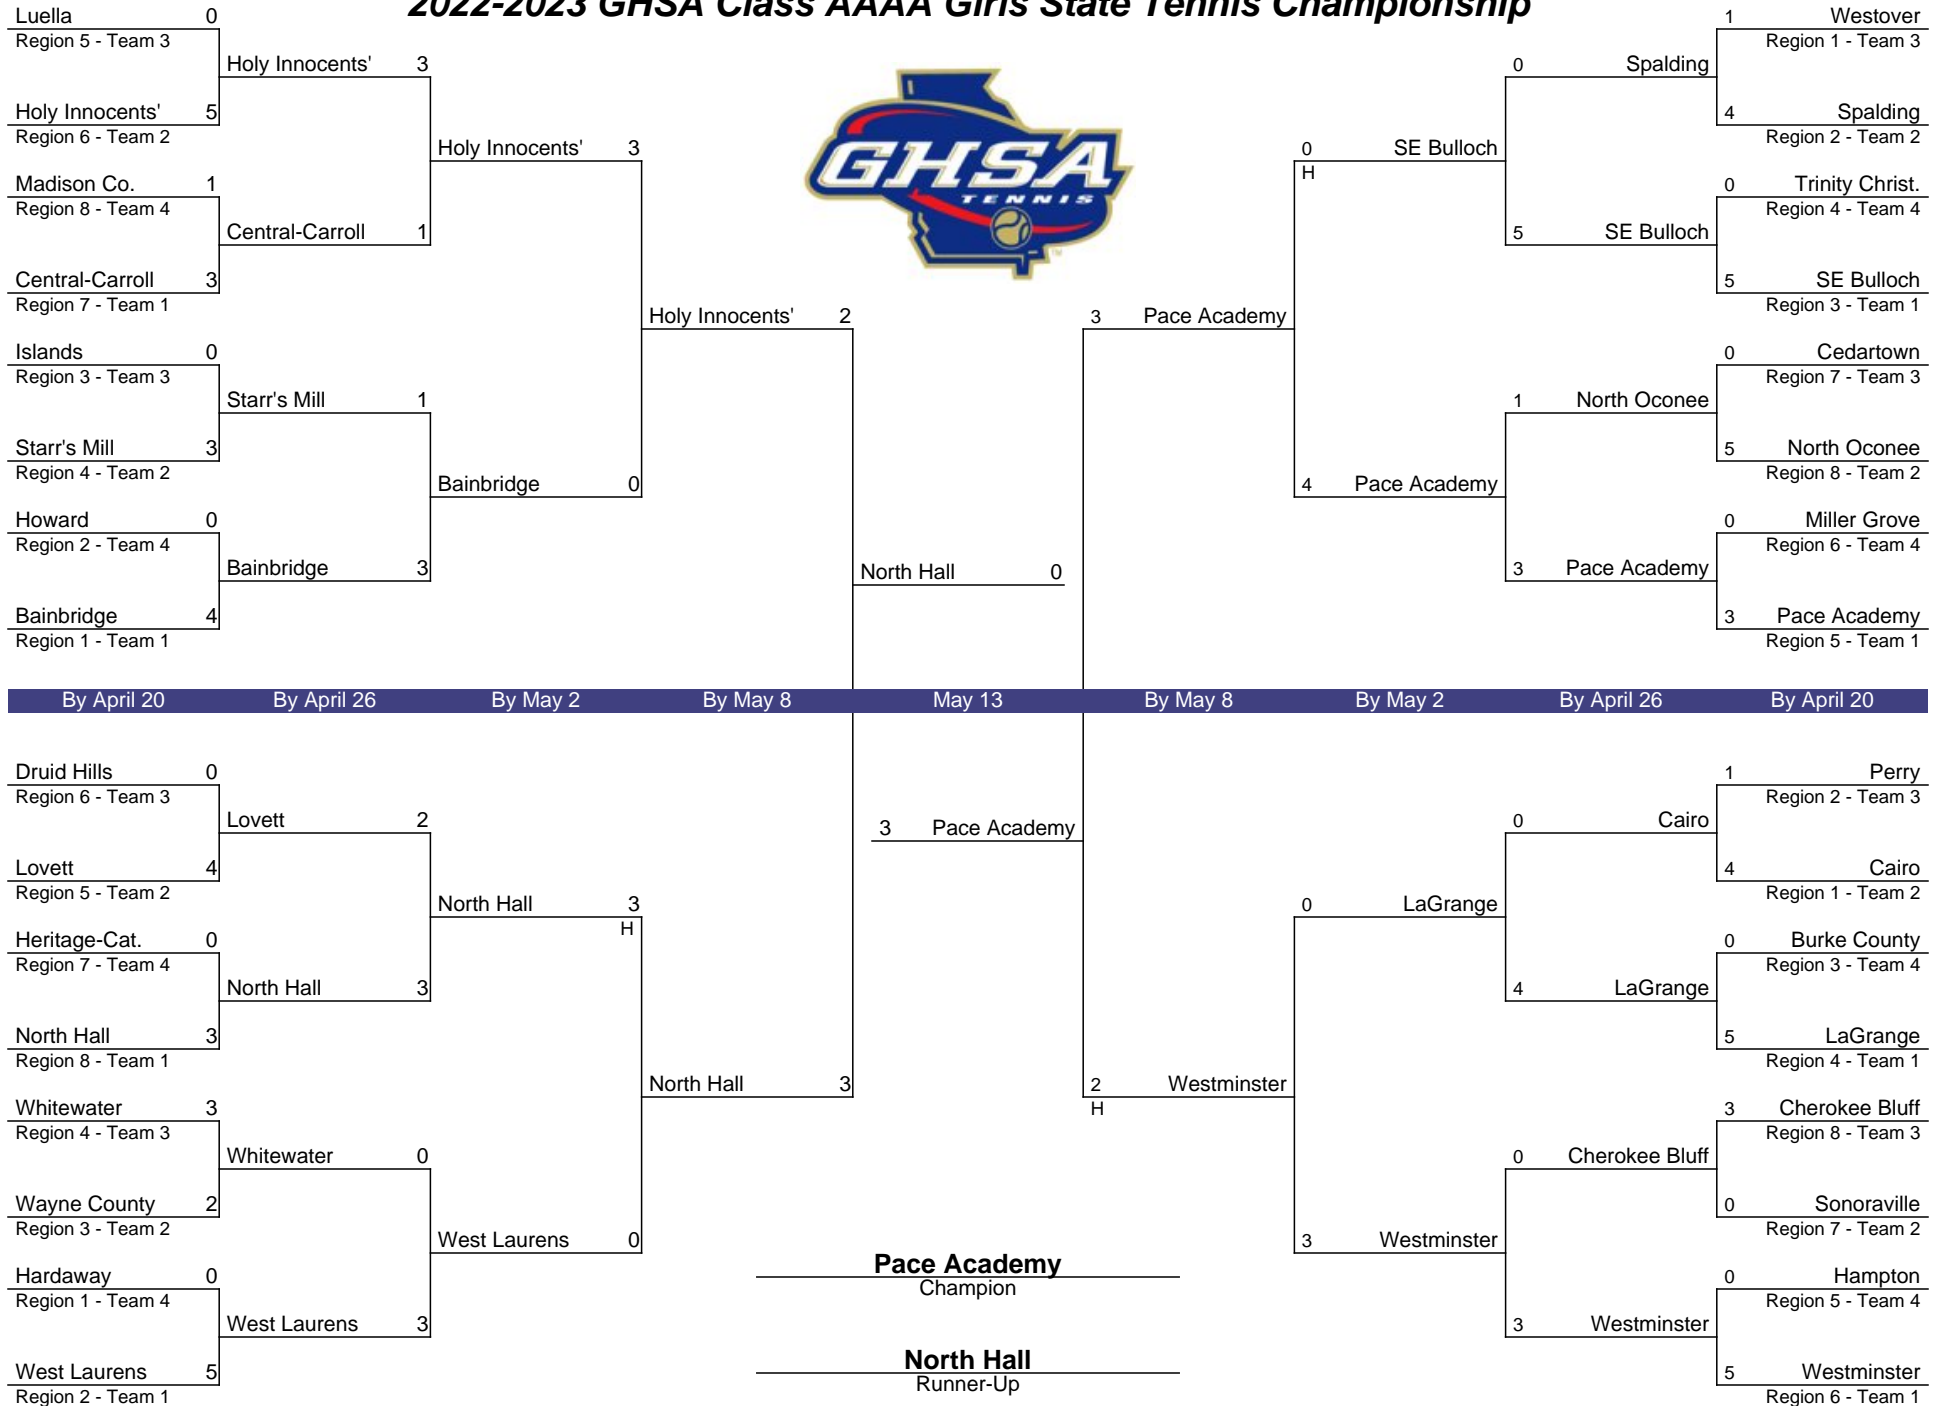 2022-2023 GHSA Class AAAA Girls State Tennis Championship
Luella 0
Region 5 - Team 3
Holy Innocents' 3
Holy Innocents' 5
Region 6 - Team 2
Holy Innocents' 3
Madison Co. 1
Region 8 - Team 4
Central-Carroll 1
Central-Carroll 3
Region 7 - Team 1
Holy Innocents' 2
Islands 0
Region 3 - Team 3
Starr's Mill 1
Starr's Mill 3
Region 4 - Team 2
Bainbridge 0
Howard 0
Region 2 - Team 4
Bainbridge 3
Bainbridge 4
Region 1 - Team 1
North Hall 0
GHSA
TENNIS
TM
1 Westover
Region 1 - Team 3
0 Spalding
4 Spalding
Region 2 - Team 2
0 SE Bulloch
H
0 Trinity Christ.
Region 4 - Team 4
5 SE Bulloch
5 SE Bulloch
Region 3 - Team 1
3 Pace Academy
0 Cedartown
Region 7 - Team 3
1 North Oconee
5 North Oconee
Region 8 - Team 2
4 Pace Academy
0 Miller Grove
Region 6 - Team 4
3 Pace Academy
3 Pace Academy
Region 5 - Team 1
By April 20 By April 26 By May 2 By May 8 May 13 By May 8 By May 2 By April 26 By April 20
Druid Hills 0
Region 6 - Team 3
Lovett 2
Lovett 4
Region 5 - Team 2
North Hall 3
H
Heritage-Cat. 0
Region 7 - Team 4
North Hall 3
North Hall 3
Region 8 - Team 1
North Hall 3
Whitewater 3
Region 4 - Team 3
Whitewater 0
Wayne County 2
Region 3 - Team 2
West Laurens 0
Hardaway 0
Region 1 - Team 4
West Laurens 3
West Laurens 5
Region 2 - Team 1
3 Pace Academy
1 Perry
Region 2 - Team 3
0 Cairo
4 Cairo
Region 1 - Team 2
0 LaGrange
0 Burke County
Region 3 - Team 4
4 LaGrange
5 LaGrange
Region 4 - Team 1
2 Westminster
H
3 Cherokee Bluff
Region 8 - Team 3
0 Cherokee Bluff
0 Sonoraville
Region 7 - Team 2
3 Westminster
0 Hampton
Region 5 - Team 4
3 Westminster
5 Westminster
Region 6 - Team 1
Pace Academy
Champion
North Hall
Runner-Up